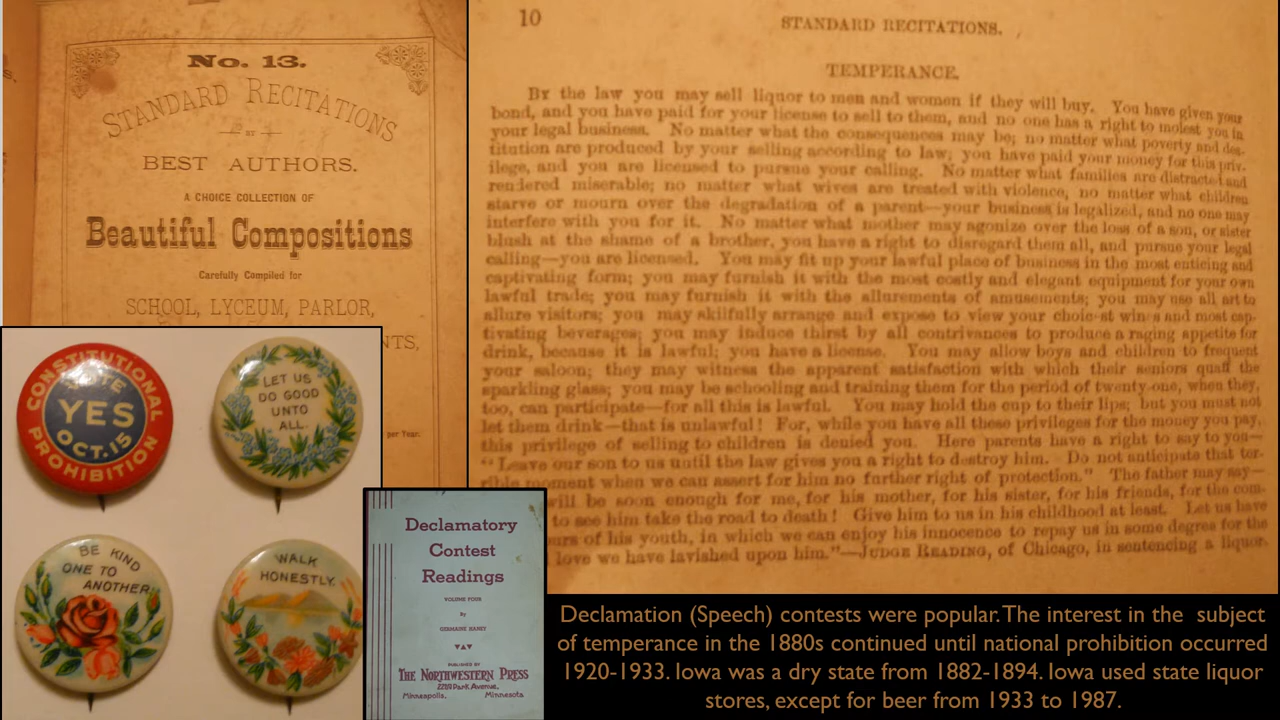 No. 13.
STANDARD RECITATIONS
BY
BEST AUTHORS.
A CHOICE COLLECTION OF
Beautiful Compositions
Carefully Compiled for
SCHOOL, LYCEUM, PARLOR,
NTS,
per Year.
10
STANDARD RECITATIONS.
TEMPERANCE.
By the law you may sell liquor to men and women if they will buy. You have given your
bond, and you have paid for your license to sell to them, and no one has a right to molest you in
your legal business. No matter what the consequences may be; no matter what poverty and des-
titution are produced by your selling according to law, you have paid your money for this priv-
ilege, and you are licensed to pursue your calling. No matter what families are distracted and
rendered miserable; no matter what wives are treated with violence, no matter what children
starve or mourn over the degradation of a parent—your business is legalized, and no one may
interfere with you for it. No matter what mother may agonize over the loss of a son, or sister
blush at the shame of a brother, you have a right to disregard them all, and pursue your legal
calling—you are licensed. You may fit up your lawful place of business in the most enticing and
captivating form; you may furnish it with the most costly and elegant equipment for your own
lawful trade; you may furnish it with the allurements of amusements; you may use all art to
allure visitors; you may skilfully arrange and expose to view your choicest wines and most cap-
tivating beverages; you may induce thirst by all contrivances to produce a raging appetite for
drink, because it is lawful; you have a license. You may allow boys and children to frequent
your saloon; they may witness the apparent satisfaction with which their seniors quaff the
sparkling glass; you may be schooling and training them for the period of twenty-one, when they,
too, can participate—for all this is lawful. You may hold the cup to their lips; but you must not
let them drink—that is unlawful! For, while you have all these privileges for the money you pay,
this privilege of selling to children is denied you. Here parents have a right to say to you—
"Leave our son to us until the law gives you a right to destroy him. Do not anticipate that ter-
rible moment when we can assert for him no further right of protection." The father may say—
will be soon enough for me, for his mother, for his sister, for his friends, for the com-
to see him take the road to death! Give him to us in his childhood at least. Let us have
urs of his youth, in which we can enjoy his innocence to repay us in some degree for the
love we have lavished upon him."—JUDGE READING, of Chicago, in sentencing a liquor-
CONSTITUTIONAL
VOTE
YES
OCT. 15
PROHIBITION
LET US
DO GOOD
UNTO
ALL.
BE KIND
ONE TO
ANOTHER.
WALK
HONESTLY.
Declamatory
Contest
Readings
VOLUME FOUR
By
GERMAINE HANEY
PUBLISHED BY
THE NORTHWESTERN PRESS
2219 Park Avenue,
Minneapolis, Minnesota
Declamation (Speech) contests were popular. The interest in the subject
of temperance in the 1880s continued until national prohibition occurred
1920-1933. Iowa was a dry state from 1882-1894. Iowa used state liquor
stores, except for beer from 1933 to 1987.